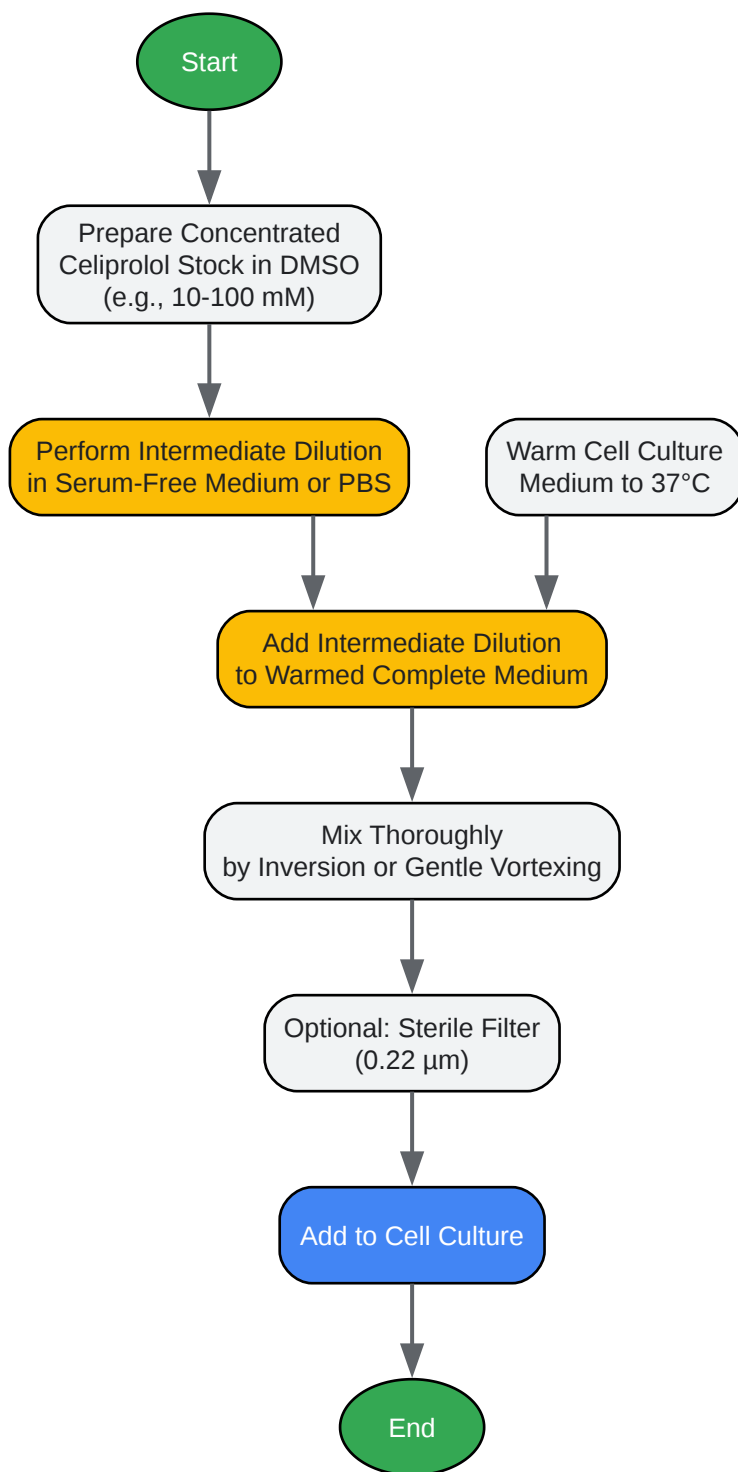 Start
Prepare Concentrated
Celiprolol Stock in DMSO
(e.g., 10-100 mM)
Perform Intermediate Dilution
in Serum-Free Medium or PBS
Warm Cell Culture
Medium to 37°C
Add Intermediate Dilution
to Warmed Complete Medium
Mix Thoroughly
by Inversion or Gentle Vortexing
Optional: Sterile Filter
(0.22 µm)
Add to Cell Culture
End